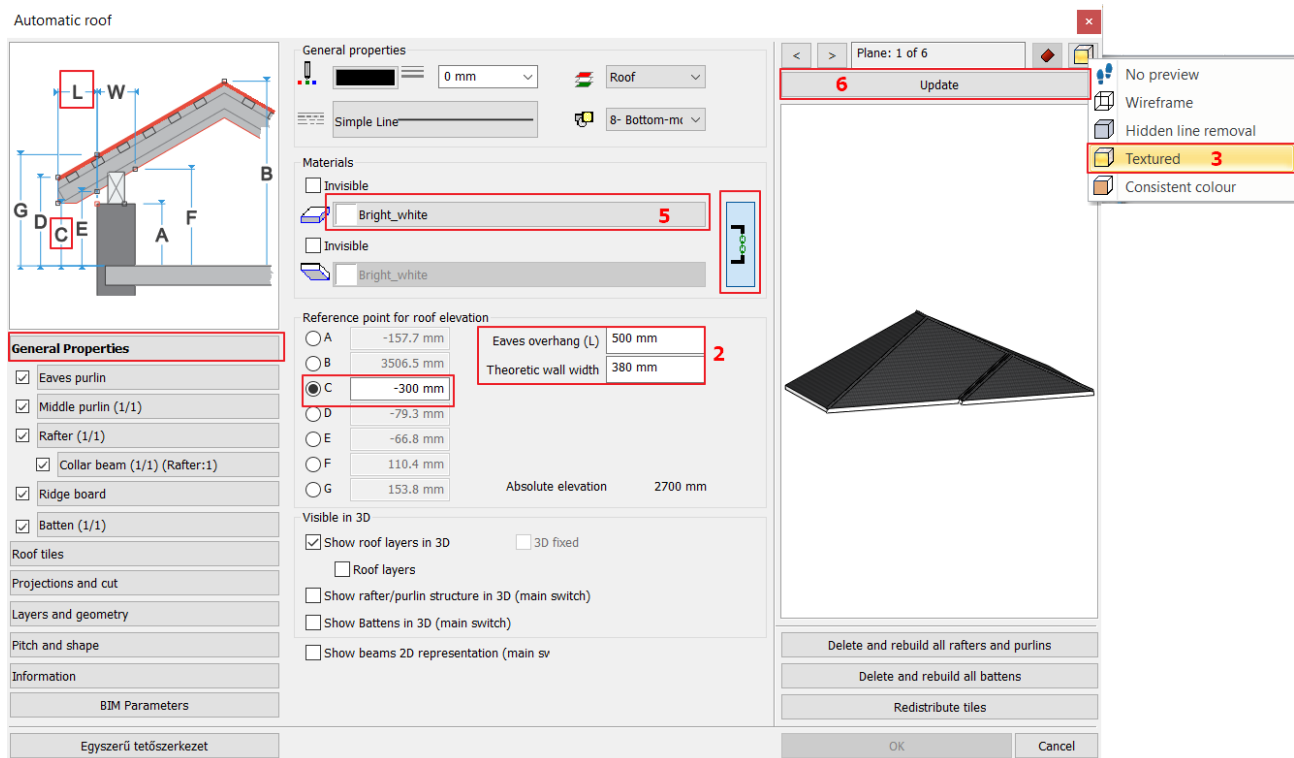 Automatic roof
L
W
B
G
D
C
E
A
F
General Properties
Eaves purlin
Middle purlin (1/1)
Rafter (1/1)
Collar beam (1/1) (Rafter:1)
Ridge board
Batten (1/1)
Roof tiles
Projections and cut
Layers and geometry
Pitch and shape
Information
BIM Parameters
Egyszerű tetőszerkezet
General properties
0 mm
Roof
Simple Line
8- Bottom-mo
Materials
Invisible
Bright_white
5
Invisible
Bright_white
Reference point for roof elevation
A -157.7 mm
B 3506.5 mm
C -300 mm
D -79.3 mm
E -66.8 mm
F 110.4 mm
G 153.8 mm
Eaves overhang (L) 500 mm
Theoretic wall width 380 mm
2
Absolute elevation 2700 mm
Visible in 3D
Show roof layers in 3D
3D fixed
Roof layers
Show rafter/purlin structure in 3D (main switch)
Show Battens in 3D (main switch)
Show beams 2D representation (main sv
< > Plane: 1 of 6
6 Update
No preview
Wireframe
Hidden line removal
Textured 3
Consistent colour
Delete and rebuild all rafters and purlins
Delete and rebuild all battens
Redistribute tiles
OK
Cancel